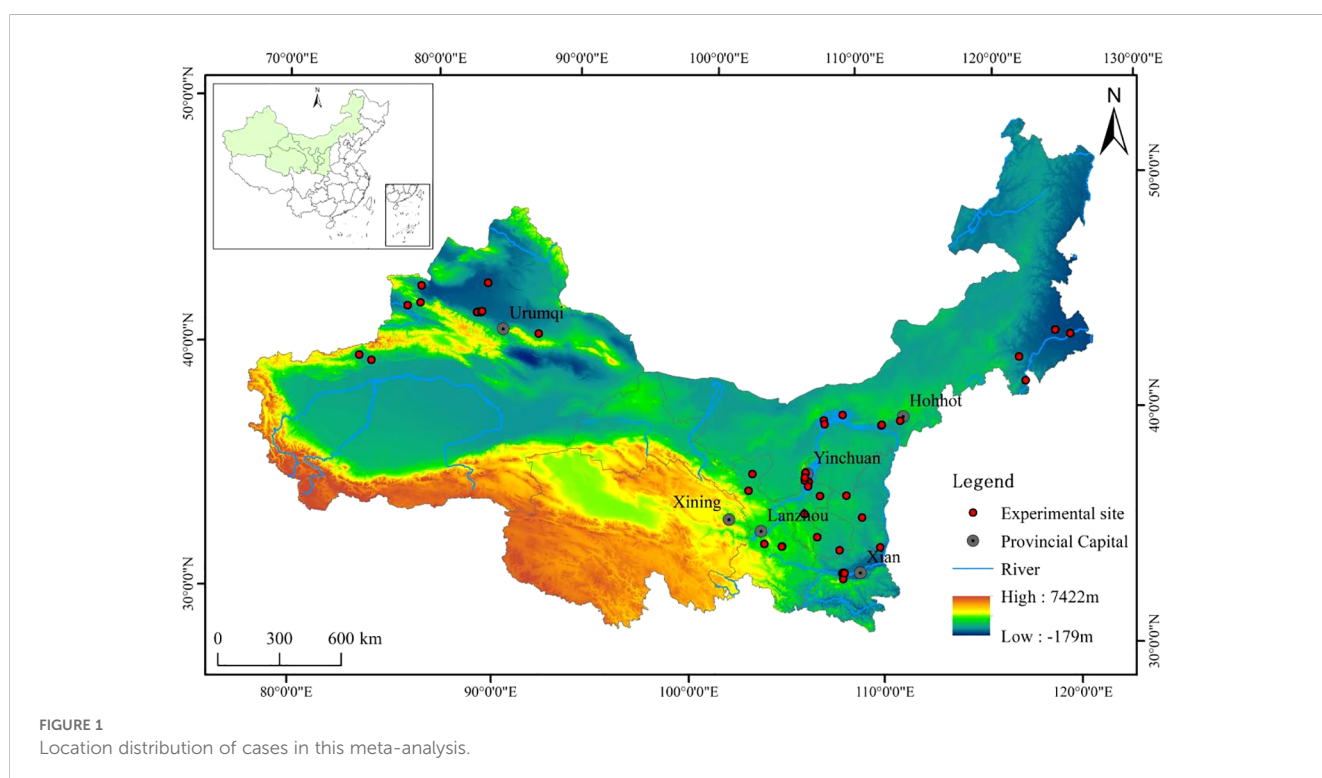 70°0'0"E 80°0'0"E 90°0'0"E 100°0'0"E 110°0'0"E 120°0'0"E 130°0'0"E
50°0'0"N
N
N
50°0'0"N
Urumqi
40°0'0"N
Hohhot
40°0'0"N
Yinchuan
Legend
Xining
Lanzhou
Experimental site
Provincial Capital
Xian
River
30°0'0"N
High : 7422m
Low : -179m
0 300 600 km
30°0'0"N
80°0'0"E 90°0'0"E 100°0'0"E 110°0'0"E 120°0'0"E
FIGURE 1
Location distribution of cases in this meta-analysis.